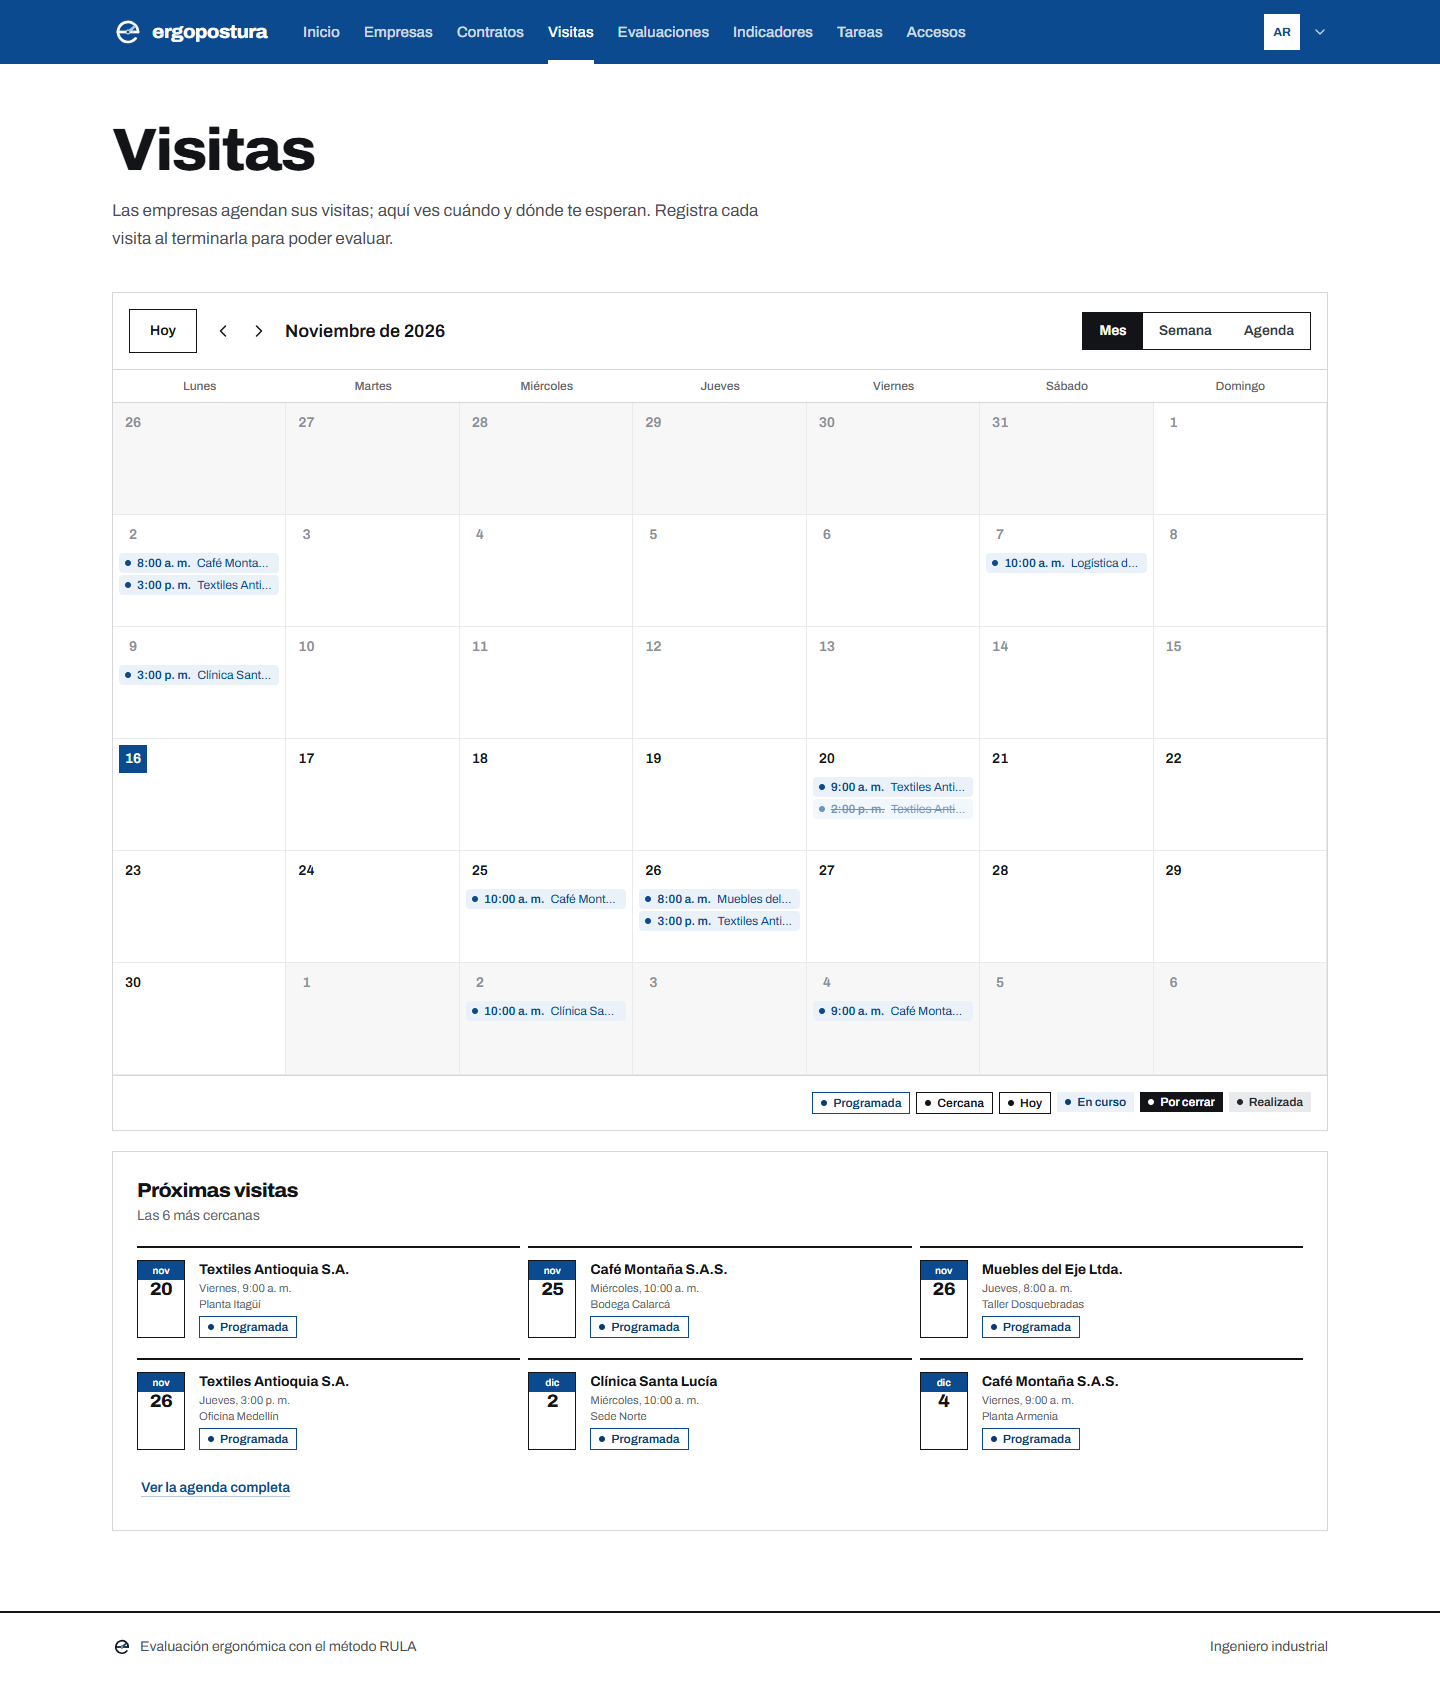 ergopostura Inicio Empresas Contratos Visitas Evaluaciones Indicadores Tareas Accesos AR
Visitas
Las empresas agendan sus visitas; aquí ves cuándo y dónde te esperan. Registra cada
visita al terminarla para poder evaluar.
Hoy Noviembre de 2026 Mes Semana Agenda
Lunes Martes Miércoles Jueves Viernes Sábado Domingo
26 27 28 29 30 31 1
2 3 4 5 6 7 8
8:00 a. m. Café Monta... 10:00 a. m. Logística d...
3:00 p. m. Textiles Anti...
9 10 11 12 13 14 15
3:00 p. m. Clínica Sant...
16 17 18 19 20 21 22
9:00 a. m. Textiles Anti...
2:00 p. m. Textiles Anti...
23 24 25 26 27 28 29
10:00 a. m. Café Mont... 8:00 a. m. Muebles del...
3:00 p. m. Textiles Anti...
30 1 2 3 4 5 6
10:00 a. m. Clínica Sa... 9:00 a. m. Café Monta...
Programada Cercana Hoy En curso Por cerrar Realizada
Próximas visitas
Las 6 más cercanas
nov
20
Textiles Antioquia S.A.
Viernes, 9:00 a. m.
Planta Itagüí
Programada
nov
25
Café Montaña S.A.S.
Miércoles, 10:00 a. m.
Bodega Calarcá
Programada
nov
26
Muebles del Eje Ltda.
Jueves, 8:00 a. m.
Taller Dosquebradas
Programada
nov
26
Textiles Antioquia S.A.
Jueves, 3:00 p. m.
Oficina Medellín
Programada
dic
2
Clínica Santa Lucía
Miércoles, 10:00 a. m.
Sede Norte
Programada
dic
4
Café Montaña S.A.S.
Viernes, 9:00 a. m.
Planta Armenia
Programada
Ver la agenda completa
Evaluación ergonómica con el método RULA Ingeniero industrial